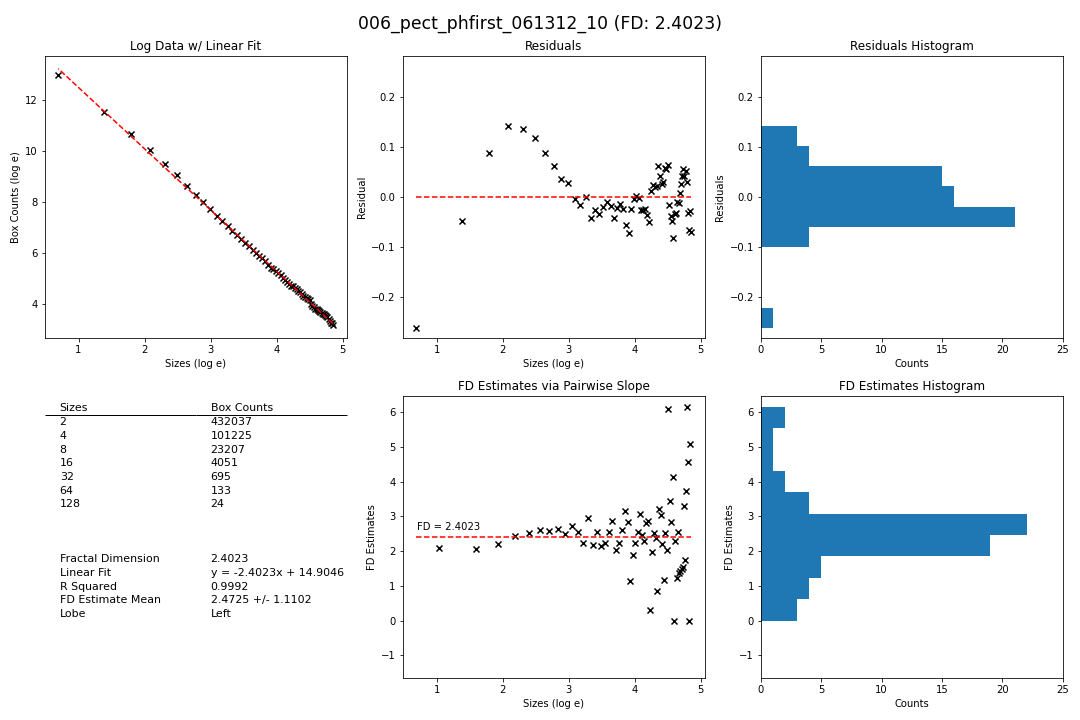 006_pect_phfirst_061312_10 (FD: 2.4023)
Log Data w/ Linear Fit
Box Counts (log e)
12
10
8
6
4
1 2 3 4 5
Sizes (log e)
Residuals
Residual
0.2
0.1
0.0
−0.1
−0.2
1 2 3 4 5
Sizes (log e)
Residuals Histogram
Residuals
0.2
0.1
0.0
−0.1
−0.2
0 5 10 15 20 25
Counts
Sizes Box Counts
2 432037
4 101225
8 23207
16 4051
32 695
64 133
128 24
Fractal Dimension 2.4023
Linear Fit y = -2.4023x + 14.9046
R Squared 0.9992
FD Estimate Mean 2.4725 +/- 1.1102
Lobe Left
FD Estimates via Pairwise Slope
FD Estimates
6
5
4
3
2
1
0
−1
FD = 2.4023
1 2 3 4 5
Sizes (log e)
FD Estimates Histogram
FD Estimates
6
5
4
3
2
1
0
−1
0 5 10 15 20 25
Counts